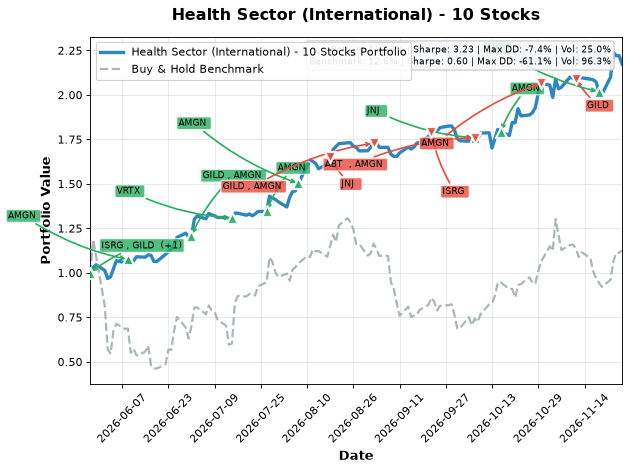 Health Sector (International) - 10 Stocks
Health Sector (International) - 10 Stocks Portfolio
Buy & Hold Benchmark
Sharpe: 3.23 | Max DD: -7.4% | Vol: 25.0%
Benchmark: 12.6% | Sharpe: 0.60 | Max DD: -61.1% | Vol: 96.3%
Portfolio Value
2.25
2.00
1.75
1.50
1.25
1.00
0.75
0.50
AMGN
ISRG , GILD (+1)
VRTX
AMGN
GILD , AMGN
GILD , AMGN
AMGN
JNJ
, AMGN
JNJ
AMGN
ISRG
AMGN
GILD
2026-06-07
2026-06-23
2026-07-09
2026-07-25
2026-08-10
2026-08-26
2026-09-11
2026-09-27
2026-10-13
2026-10-29
2026-11-14
Date